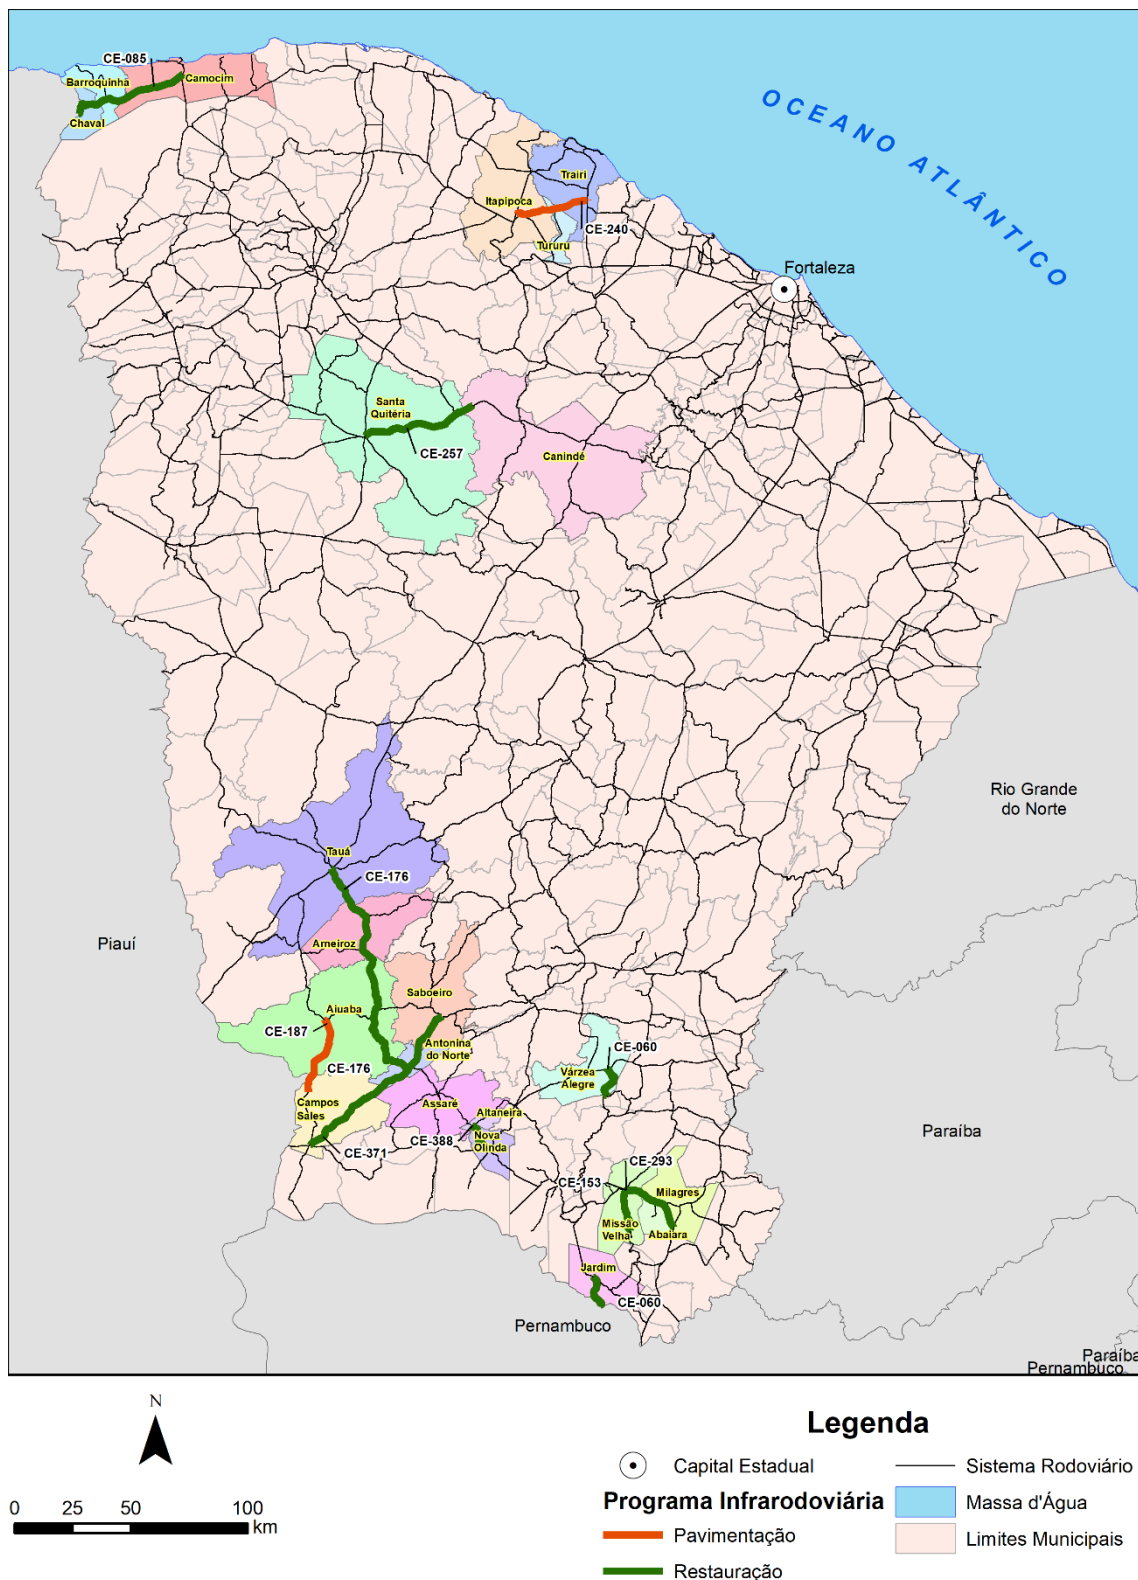 CE-085
Barroquinha
Camocim
Chaval
OCEANO ATLÂNTICO
Trairi
Itapipoca
CE-240
Tururu
Fortaleza
Santa
Quitéria
CE-257
Canindé
Rio Grande
do Norte
Tauá
CE-176
Piauí
Arneiroz
Saboeiro
Aiuaba
CE-187
Antonina
do Norte
CE-060
CE-176
Várzea
Alegre
Campos
Sales
Assaré
Altaneira
CE-388
Nova
Olinda
CE-371
Paraíba
CE-293
CE-153
Milagres
Missão
Velha
Abaiara
Jardim
CE-060
Pernambuco
Paraíba
Pernambuco
N
0 25 50 100
km
Legenda
Capital Estadual
Sistema Rodoviário
Programa Infrarodoviária
Massa d'Água
Pavimentação
Limites Municipais
Restauração